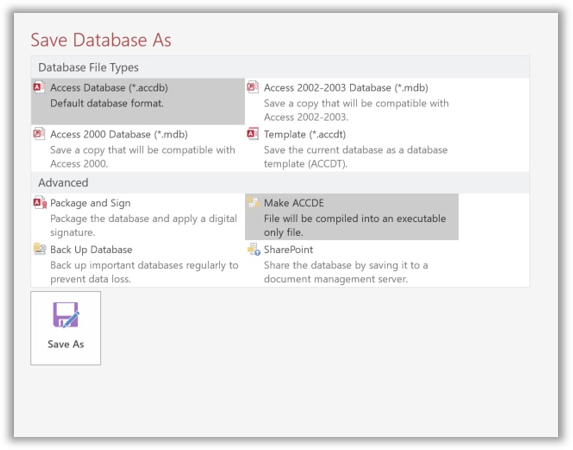 Save Database As
Database File Types
Access Database (*.accdb)
Default database format.
Access 2002-2003 Database (*.mdb)
Save a copy that will be compatible with
Access 2002-2003.
Access 2000 Database (*.mdb)
Save a copy that will be compatible with
Access 2000.
Template (*.accdt)
Save the current database as a database
template (ACCDT).
Advanced
Package and Sign
Package the database and apply a digital
signature.
Make ACCDE
File will be compiled into an executable
only file.
Back Up Database
Back up important databases regularly to
prevent data loss.
SharePoint
Share the database by saving it to a
document management server.
Save As